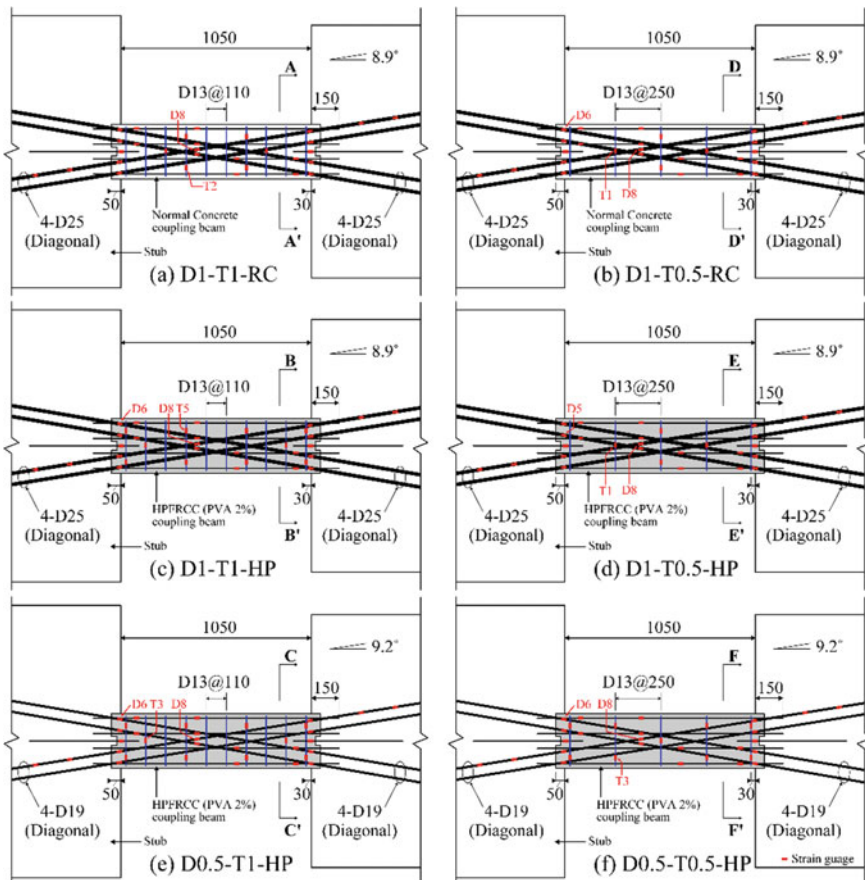 1050
8.9°
A
D13@110
150
D8
T2
50
30
4-D25
(Diagonal)
Normal Concrete
coupling beam
A'
4-D25
(Diagonal)
Stub
(a) D1-T1-RC
1050
8.9°
D
D13@250
150
D6
T1
D8
50
30
4-D25
(Diagonal)
Normal Concrete
coupling beam
D'
4-D25
(Diagonal)
Stub
(b) D1-T0.5-RC
1050
8.9°
B
D13@110
150
D6
D8
T5
50
30
4-D25
(Diagonal)
HPFRCC (PVA 2%)
coupling beam
B'
4-D25
(Diagonal)
Stub
(c) D1-T1-HP
1050
8.9°
E
D13@250
150
D5
T1
D8
50
30
4-D25
(Diagonal)
HPFRCC (PVA 2%)
coupling beam
E'
4-D25
(Diagonal)
Stub
(d) D1-T0.5-HP
1050
9.2°
C
D13@110
150
D6
T3
D8
50
30
4-D19
(Diagonal)
HPFRCC (PVA 2%)
coupling beam
C'
4-D19
(Diagonal)
Stub
(e) D0.5-T1-HP
1050
9.2°
F
D13@250
150
D6
D8
T3
50
30
4-D19
(Diagonal)
HPFRCC (PVA 2%)
coupling beam
F'
4-D19
(Diagonal)
Stub
(f) D0.5-T0.5-HP
Strain guage